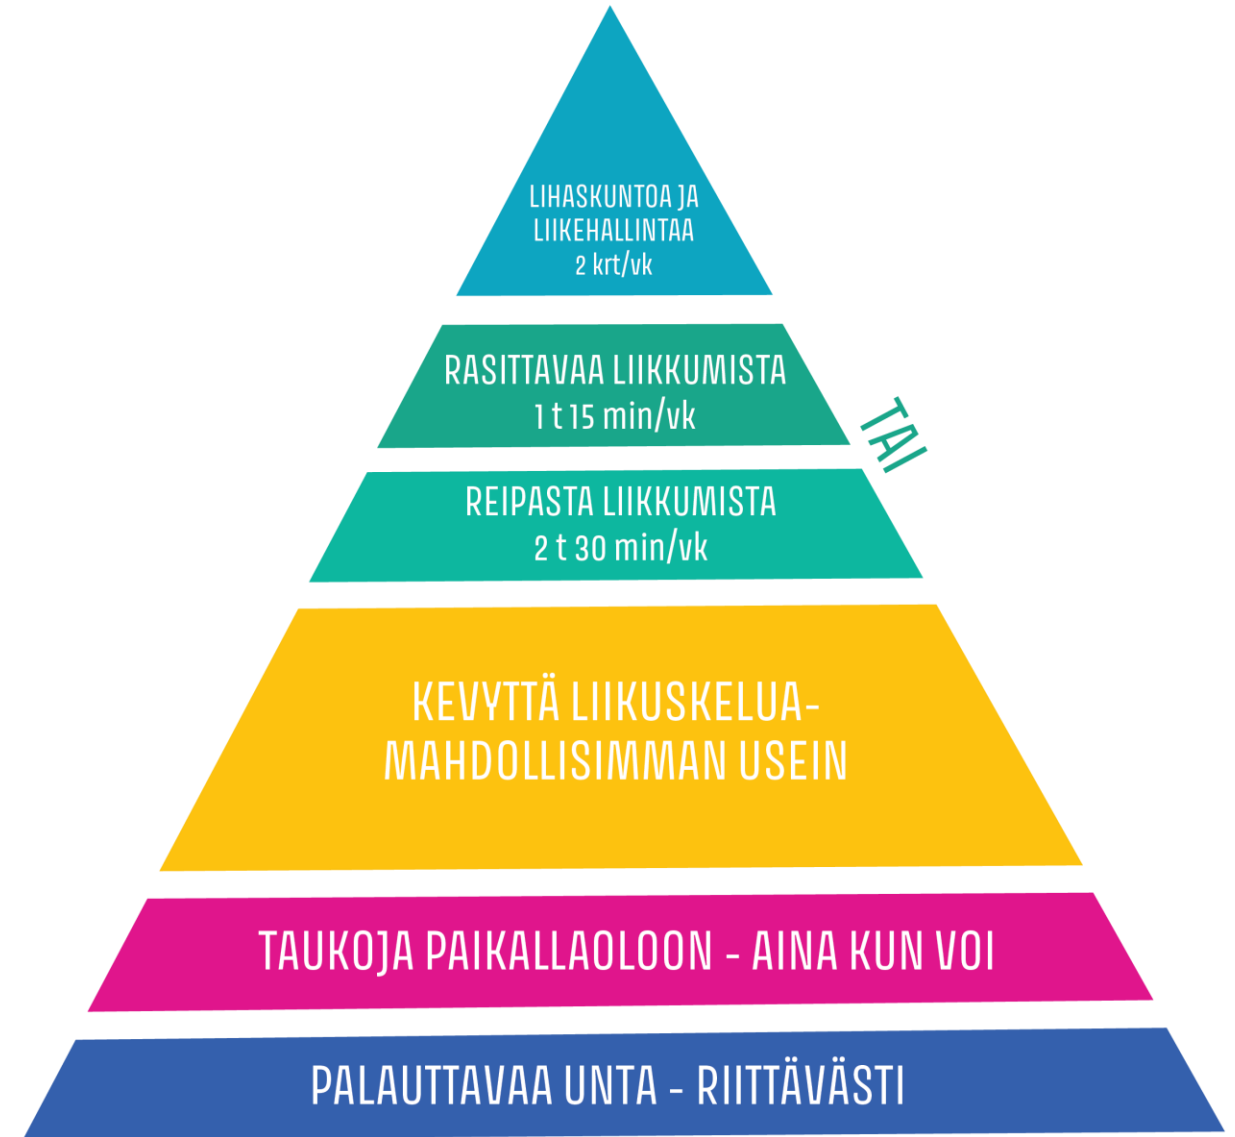 LIHASKUNTOA JA
LIIKEHALLINTAA
2 krt/vk
RASITTAVAA LIIKKUMISTA
1 t 15 min/vk
TAI
REIPASTA LIIKKUMISTA
2 t 30 min/vk
KEVYTTÄ LIIKUSKELUA-
MAHDOLLISIMMAN USEIN
TAUKOJA PAIKALLAOLOON - AINA KUN VOI
PALAUTTAVAA UNTA - RIITTÄVÄSTI